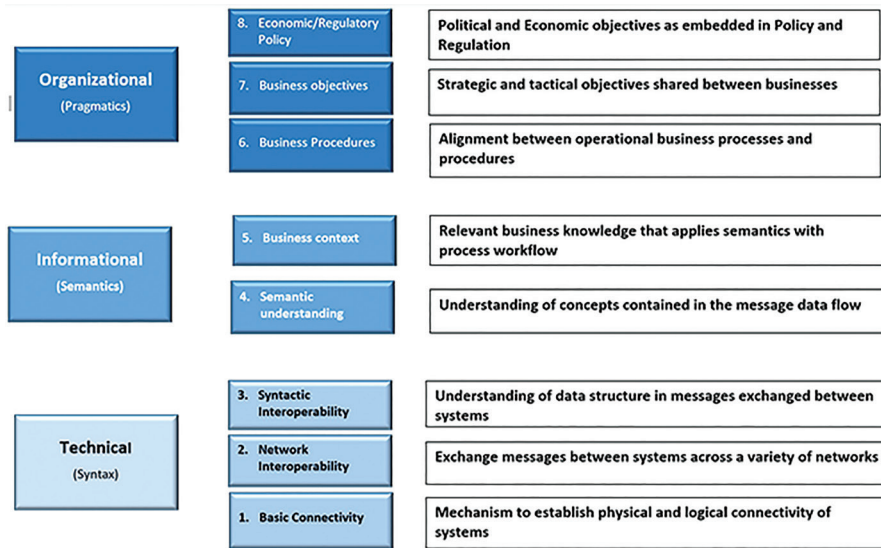 Organizational
(Pragmatics)
8. Economic/Regulatory
Policy
Political and Economic objectives as embedded in Policy and
Regulation
7. Business objectives
Strategic and tactical objectives shared between businesses
6. Business Procedures
Alignment between operational business processes and
procedures
Informational
(Semantics)
5. Business context
Relevant business knowledge that applies semantics with
process workflow
4. Semantic
understanding
Understanding of concepts contained in the message data flow
Technical
(Syntax)
3. Syntactic
Interoperability
Understanding of data structure in messages exchanged between
systems
2. Network
Interoperability
Exchange messages between systems across a variety of networks
1. Basic Connectivity
Mechanism to establish physical and logical connectivity of
systems